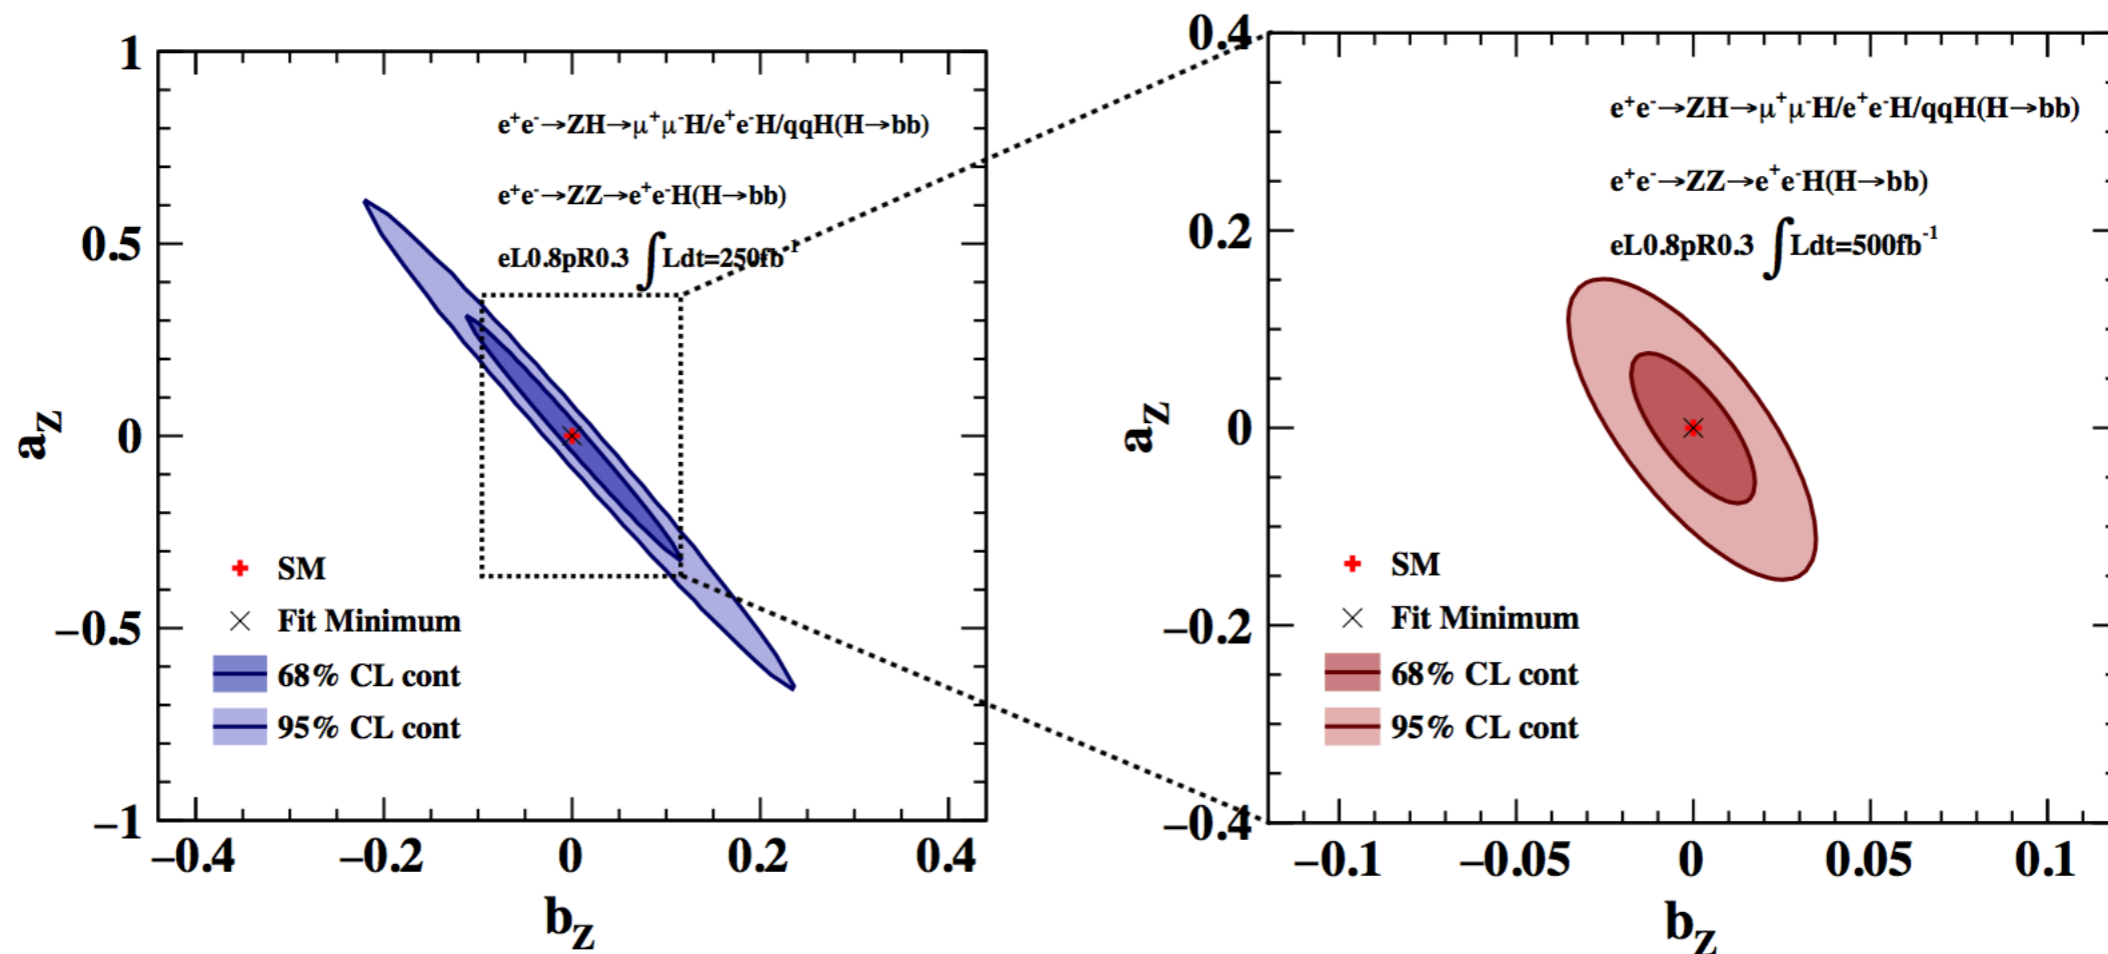 1
0.5
0
−0.5
−1
a_Z
e⁺e⁻→ZH→μ⁺μ⁻H/e⁺e⁻H/qqH(H→bb)
e⁺e⁻→ZZ→e⁺e⁻H(H→bb)
eL0.8pR0.3 ∫Ldt=250fb⁻¹
SM
Fit Minimum
68% CL cont
95% CL cont
−0.4 −0.2 0 0.2 0.4
b_Z
0.4
0.2
0
−0.2
−0.4
a_Z
e⁺e⁻→ZH→μ⁺μ⁻H/e⁺e⁻H/qqH(H→bb)
e⁺e⁻→ZZ→e⁺e⁻H(H→bb)
eL0.8pR0.3 ∫Ldt=500fb⁻¹
SM
Fit Minimum
68% CL cont
95% CL cont
−0.1 −0.05 0 0.05 0.1
b_Z